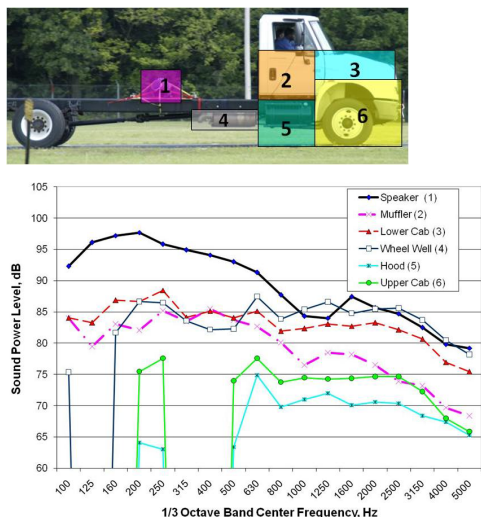 1
2
3
4
5
6
105
100
95
90
85
80
75
70
65
60
Sound Power Level, dB
Speaker (1)
Muffler (2)
Lower Cab (3)
Wheel Well (4)
Hood (5)
Upper Cab (6)
100 125 160 200 250 315 400 500 630 800 1000 1250 1600 2000 2500 3150 4000 5000
1/3 Octave Band Center Frequency, Hz